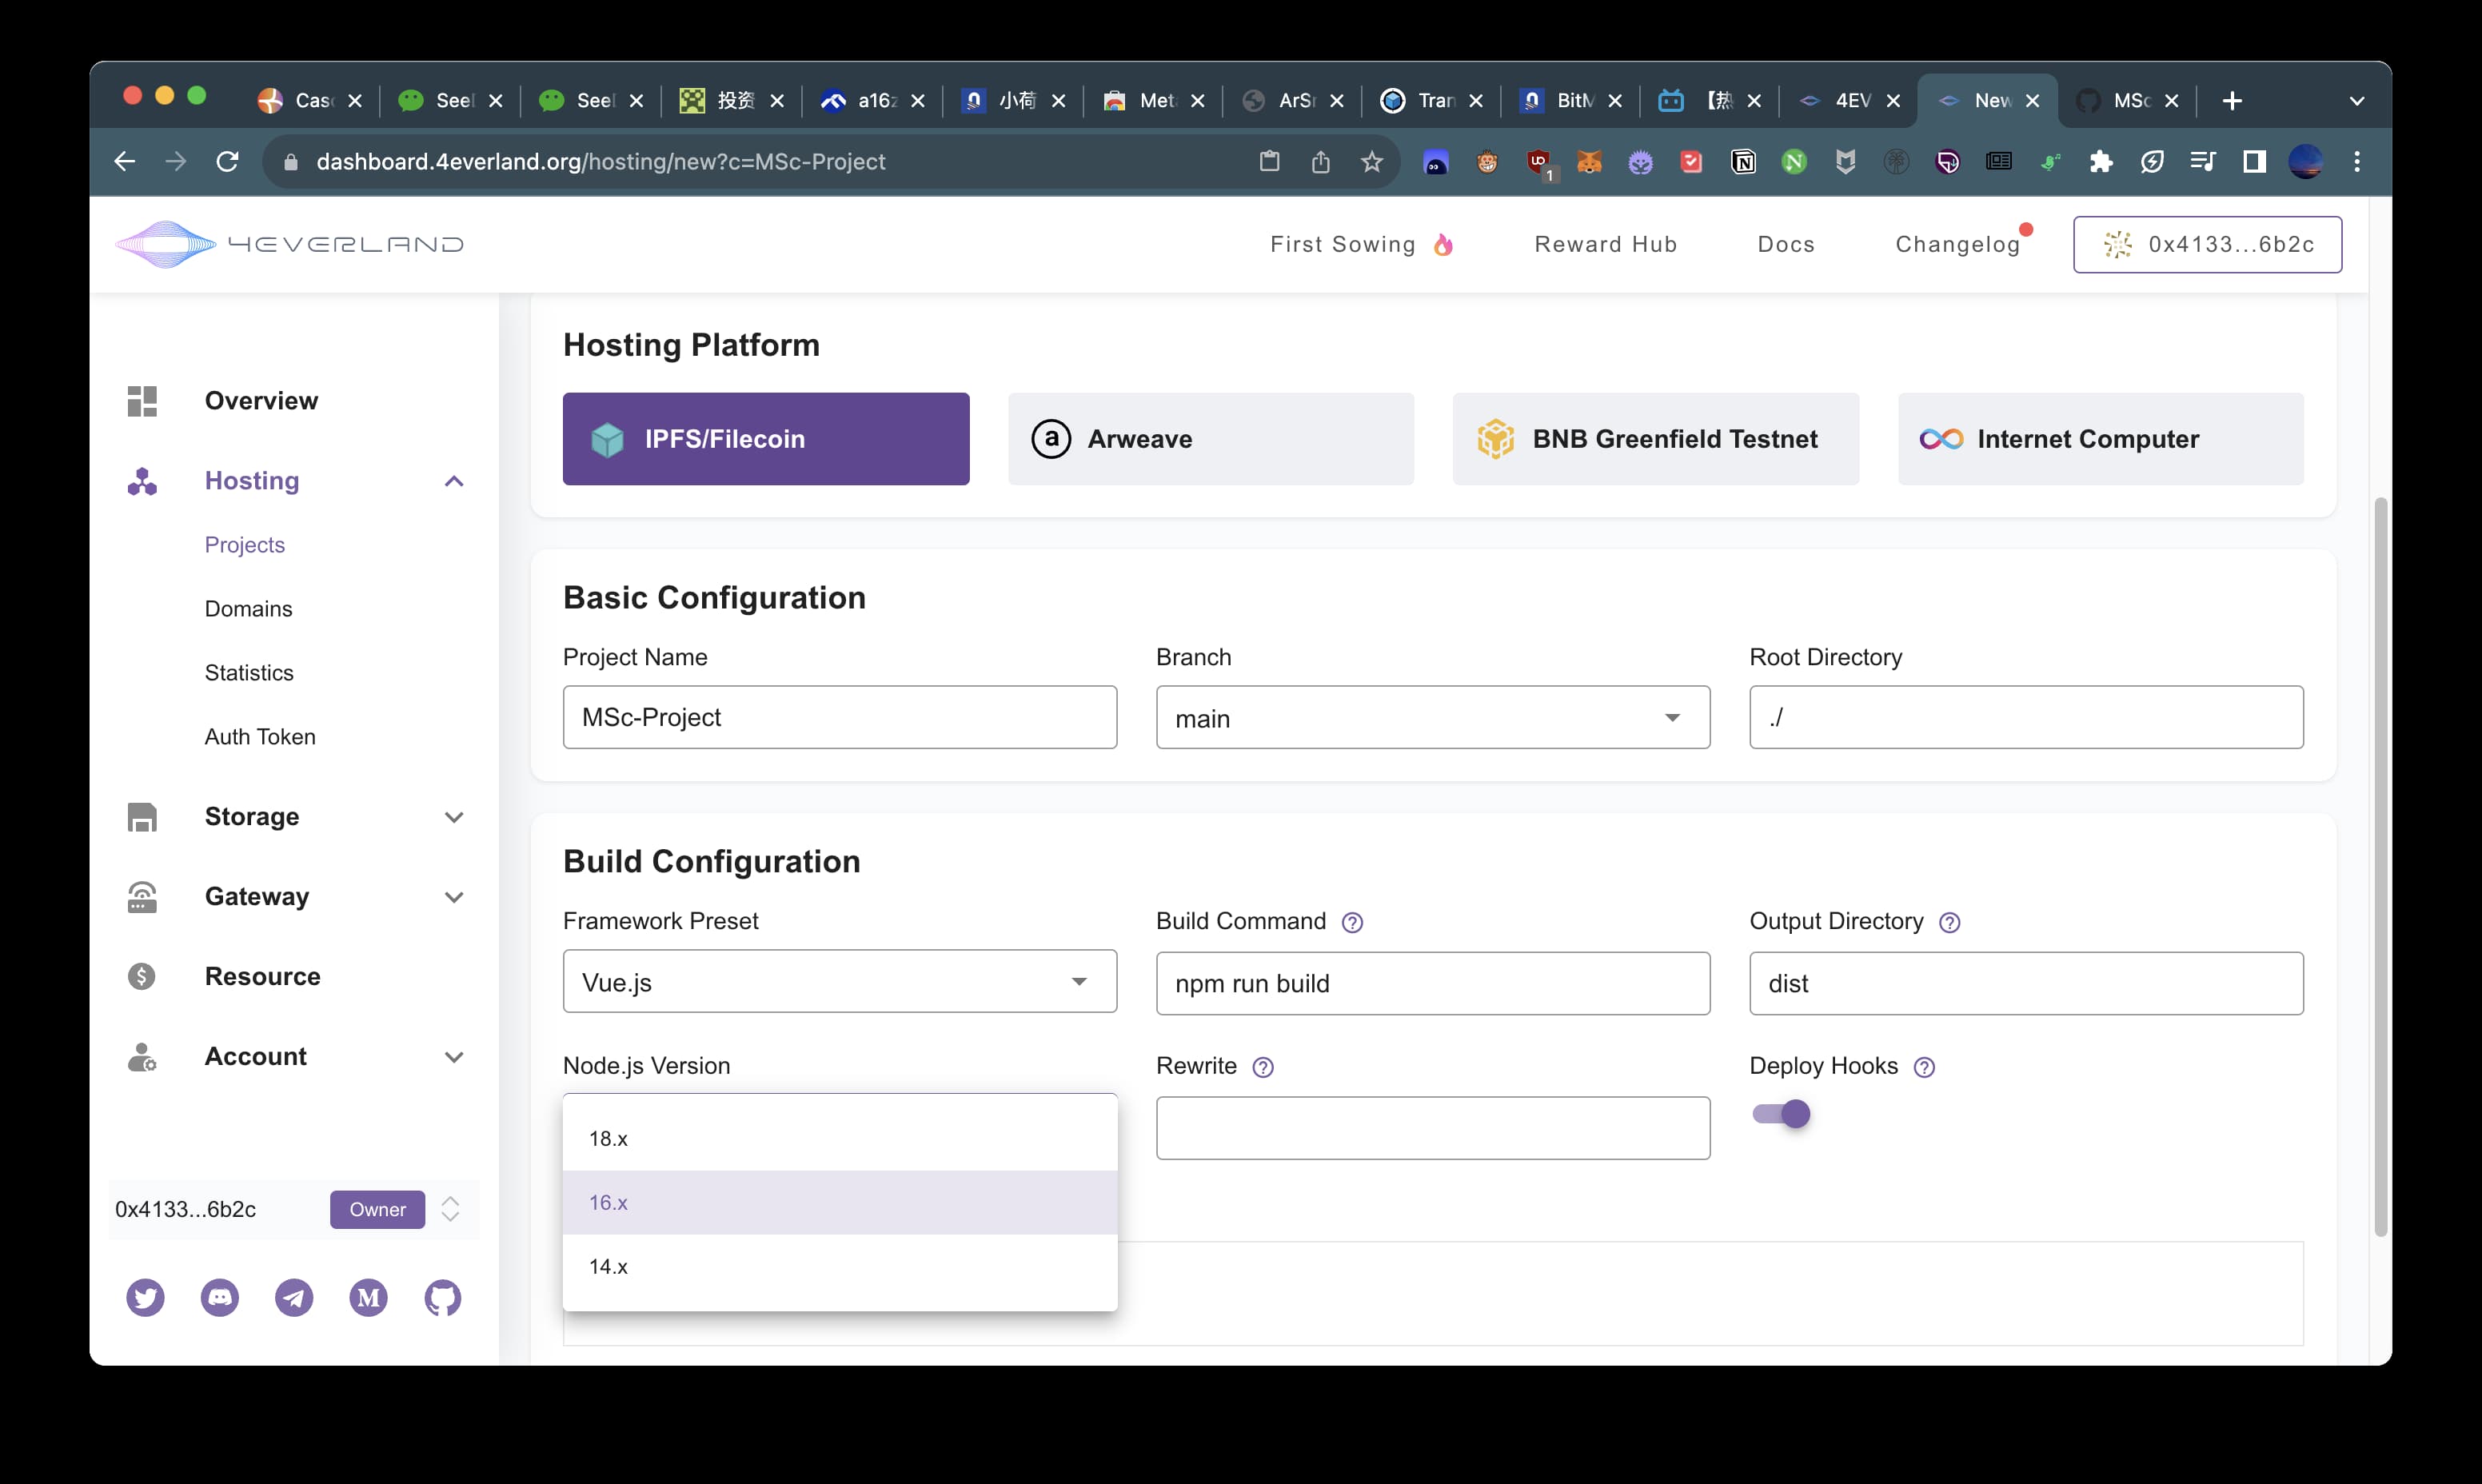 Cas
See
See
投资
a16z
小荷
Met
ArS
Tran
Bit
【热
4EV
New
MSc
dashboard.4everland.org/hosting/new?c=MSc-Project
1
4EVERLAND
First Sowing
Reward Hub
Docs
Changelog
0x4133...6b2c
Overview
Hosting
Projects
Domains
Statistics
Auth Token
Storage
Gateway
Resource
Account
0x4133...6b2c
Owner
Hosting Platform
IPFS/Filecoin
Arweave
BNB Greenfield Testnet
Internet Computer
Basic Configuration
Project Name
Branch
Root Directory
MSc-Project
main
./
Build Configuration
Framework Preset
Build Command
Output Directory
Vue.js
npm run build
dist
Node.js Version
Rewrite
Deploy Hooks
18.x
16.x
14.x